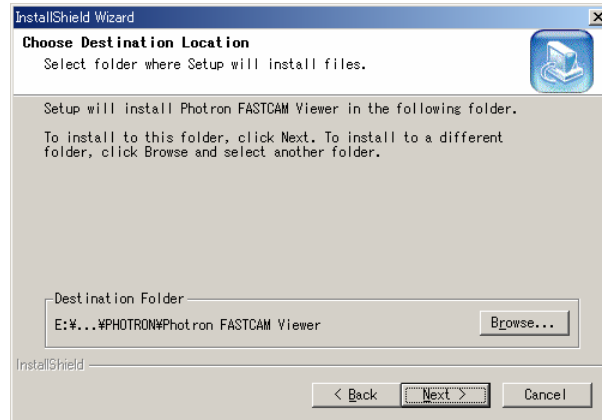 InstallShield Wizard
Choose Destination Location
Select folder where Setup will install files.
Setup will install Photron FASTCAM Viewer in the following folder.
To install to this folder, click Next. To install to a different
folder, click Browse and select another folder.
Destination Folder
E:¥...¥PHOTRON¥Photron FASTCAM Viewer
Browse...
InstallShield
< Back
Next >
Cancel